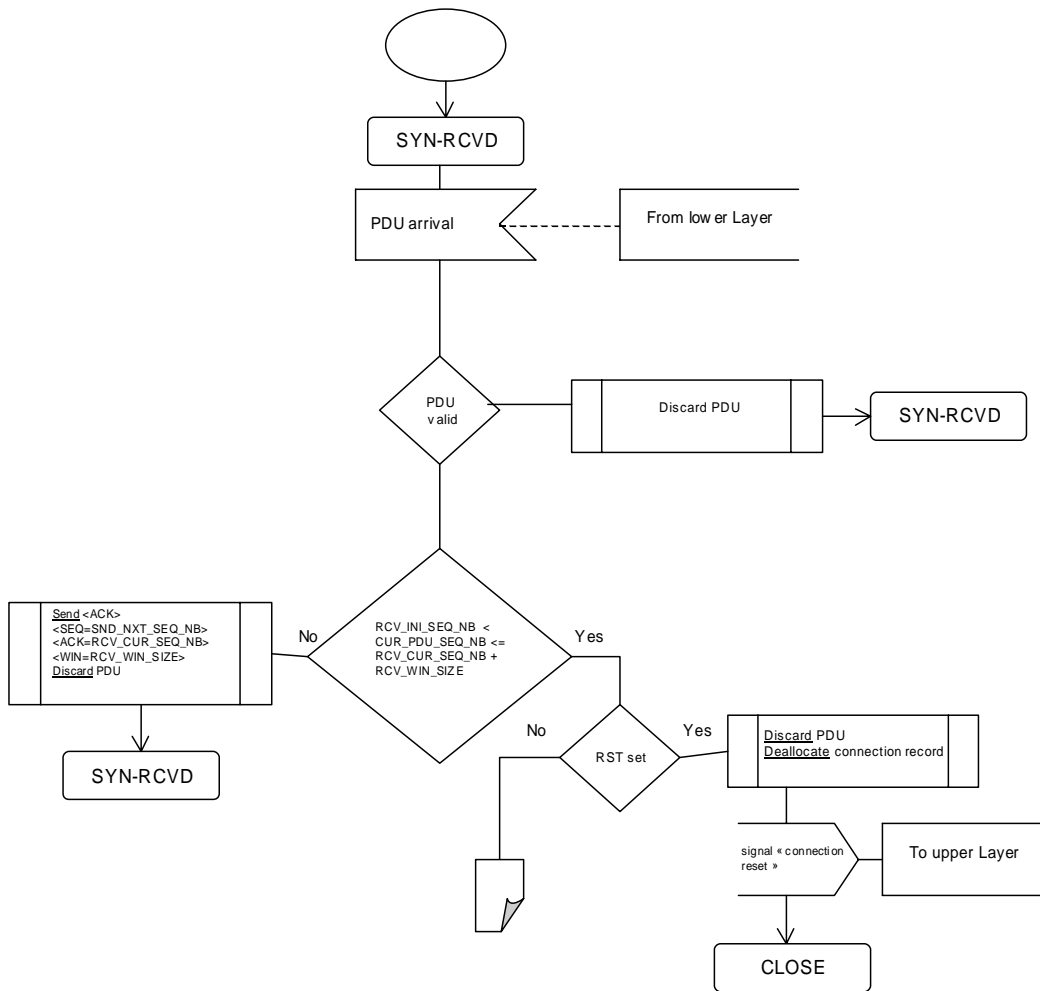 SYN-RCVD
PDU arrival
From lower Layer
PDU
valid
Discard PDU
SYN-RCVD
Send <ACK>
<SEQ=SND_NXT_SEQ_NB>
<ACK=RCV_CUR_SEQ_NB>
<WIN=RCV_WIN_SIZE>
Discard PDU
No
RCV_INI_SEQ_NB <
CUR_PDU_SEQ_NB <=
RCV_CUR_SEQ_NB +
RCV_WIN_SIZE
Yes
SYN-RCVD
No
RST set
Yes
Discard PDU
Deallocate connection record
signal « connection
reset »
To upper Layer
CLOSE